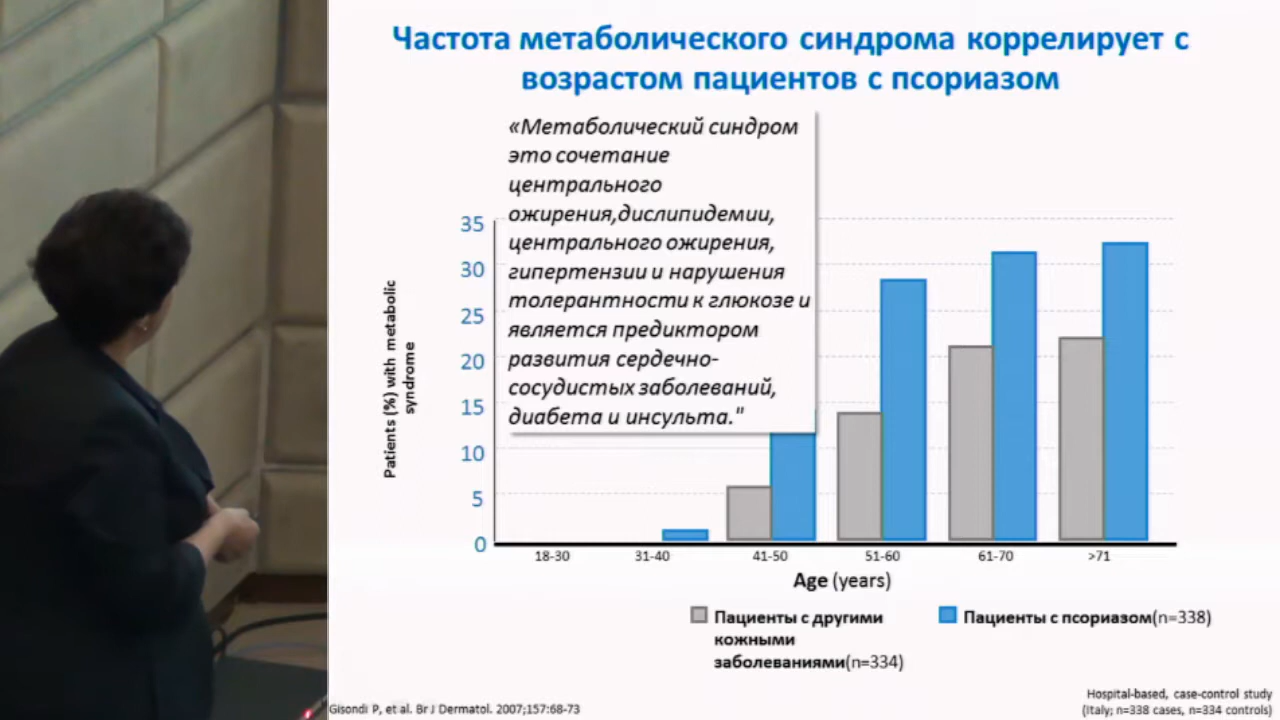 Частота метаболического синдрома коррелирует с
возрастом пациентов с псориазом
«Метаболический синдром
это сочетание
центрального
ожирения,дислипидемии,
центрального ожирения,
гипертензии и нарушения
толерантности к глюкозе и
является предиктором
развития сердечно-
сосудистых заболеваний,
диабета и инсульта."
Patients (%) with metabolic
syndrome
35
30
25
20
15
10
5
0
18-30
31-40
41-50
51-60
61-70
>71
Age (years)
Пациенты с другими
кожными
заболеваниями(n=334)
Пациенты с псориазом(n=338)
Gisondi P, et al. Br J Dermatol. 2007;157:68-73
Hospital-based, case-control study
(Italy; n=338 cases, n=334 controls)